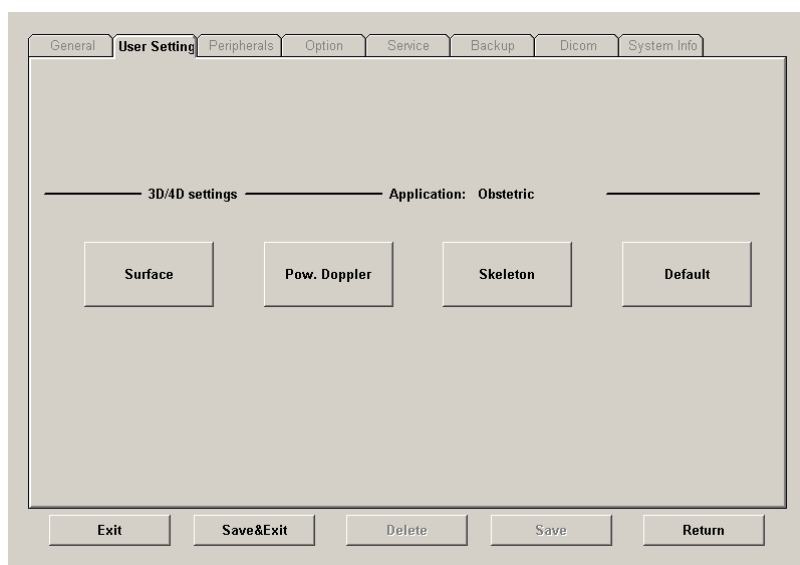 General User Setting Peripherals Option Service Backup Dicom System Info
3D/4D settings Application: Obstetric
Surface Pow. Doppler Skeleton Default
Exit Save&Exit Delete Save Return